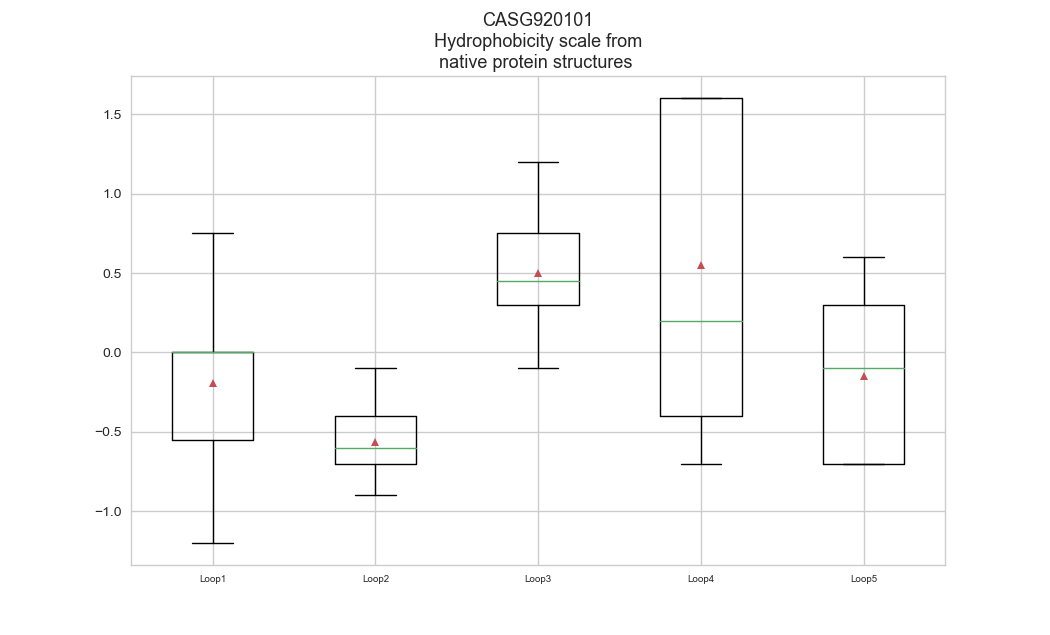 CASG920101
Hydrophobicity scale from
native protein structures
1.5
1.0
0.5
0.0
−0.5
−1.0
Loop1 Loop2 Loop3 Loop4 Loop5